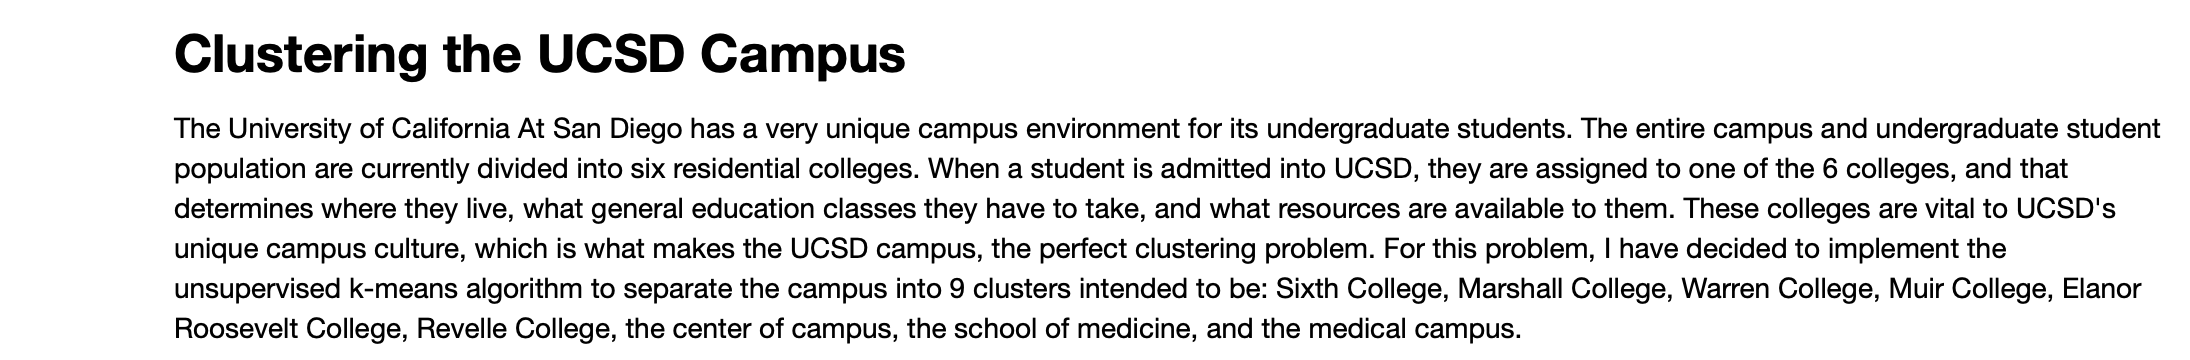 Clustering the UCSD Campus
The University of California At San Diego has a very unique campus environment for its undergraduate students. The entire campus and undergraduate student
population are currently divided into six residential colleges. When a student is admitted into UCSD, they are assigned to one of the 6 colleges, and that
determines where they live, what general education classes they have to take, and what resources are available to them. These colleges are vital to UCSD's
unique campus culture, which is what makes the UCSD campus, the perfect clustering problem. For this problem, I have decided to implement the
unsupervised k-means algorithm to separate the campus into 9 clusters intended to be: Sixth College, Marshall College, Warren College, Muir College, Elanor
Roosevelt College, Revelle College, the center of campus, the school of medicine, and the medical campus.